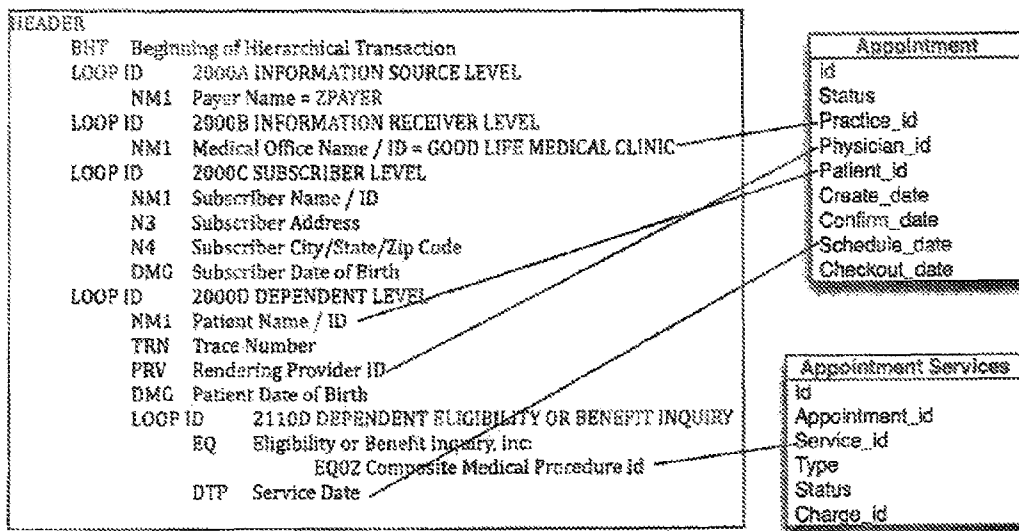 HEADER
BHT Beginning of Hierarchical Transaction
LOOP ID 2000A INFORMATION SOURCE LEVEL
NM1 Payer Name = ZPAYER
LOOP ID 2000B INFORMATION RECEIVER LEVEL
NM1 Medical Office Name / ID = GOOD LIFE MEDICAL CLINIC
LOOP ID 2000C SUBSCRIBER LEVEL
NM1 Subscriber Name / ID
N3 Subscriber Address
N4 Subscriber City/State/Zip Code
DMG Subscriber Date of Birth
LOOP ID 2000D DEPENDENT LEVEL
NM1 Patient Name / ID
TRN Trace Number
PRV Rendering Provider ID
DMG Patient Date of Birth
LOOP ID 2110D DEPENDENT ELIGIBILITY OR BENEFIT INQUIRY
EQ Eligibility or Benefit Inquiry, inc:
EQ02 Composite Medical Procedure id
DTP Service Date
Appointment
id
Status
Practice_id
Physician_id
Patient_id
Create_date
Confirm_date
Schedule_date
Checkout_date
Appointment Services
id
Appointment_id
Service_id
Type
Status
Charge_id